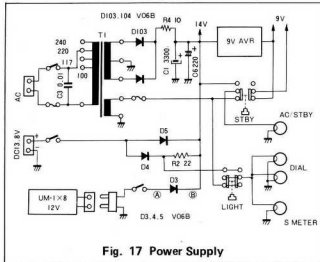 D103.104 V06B
R4 10
14V
9V
240
220
117
100
T1
D103
C1 3300
C6 220
9V AVR
C3 0.01
AC
STBY
AC/STBY
DC13.8V
D5
D4
R2 22
DIAL
UM-1×8
12V
D3
A
B
LIGHT
D3.4.5 V06B
S METER
Fig. 17 Power Supply